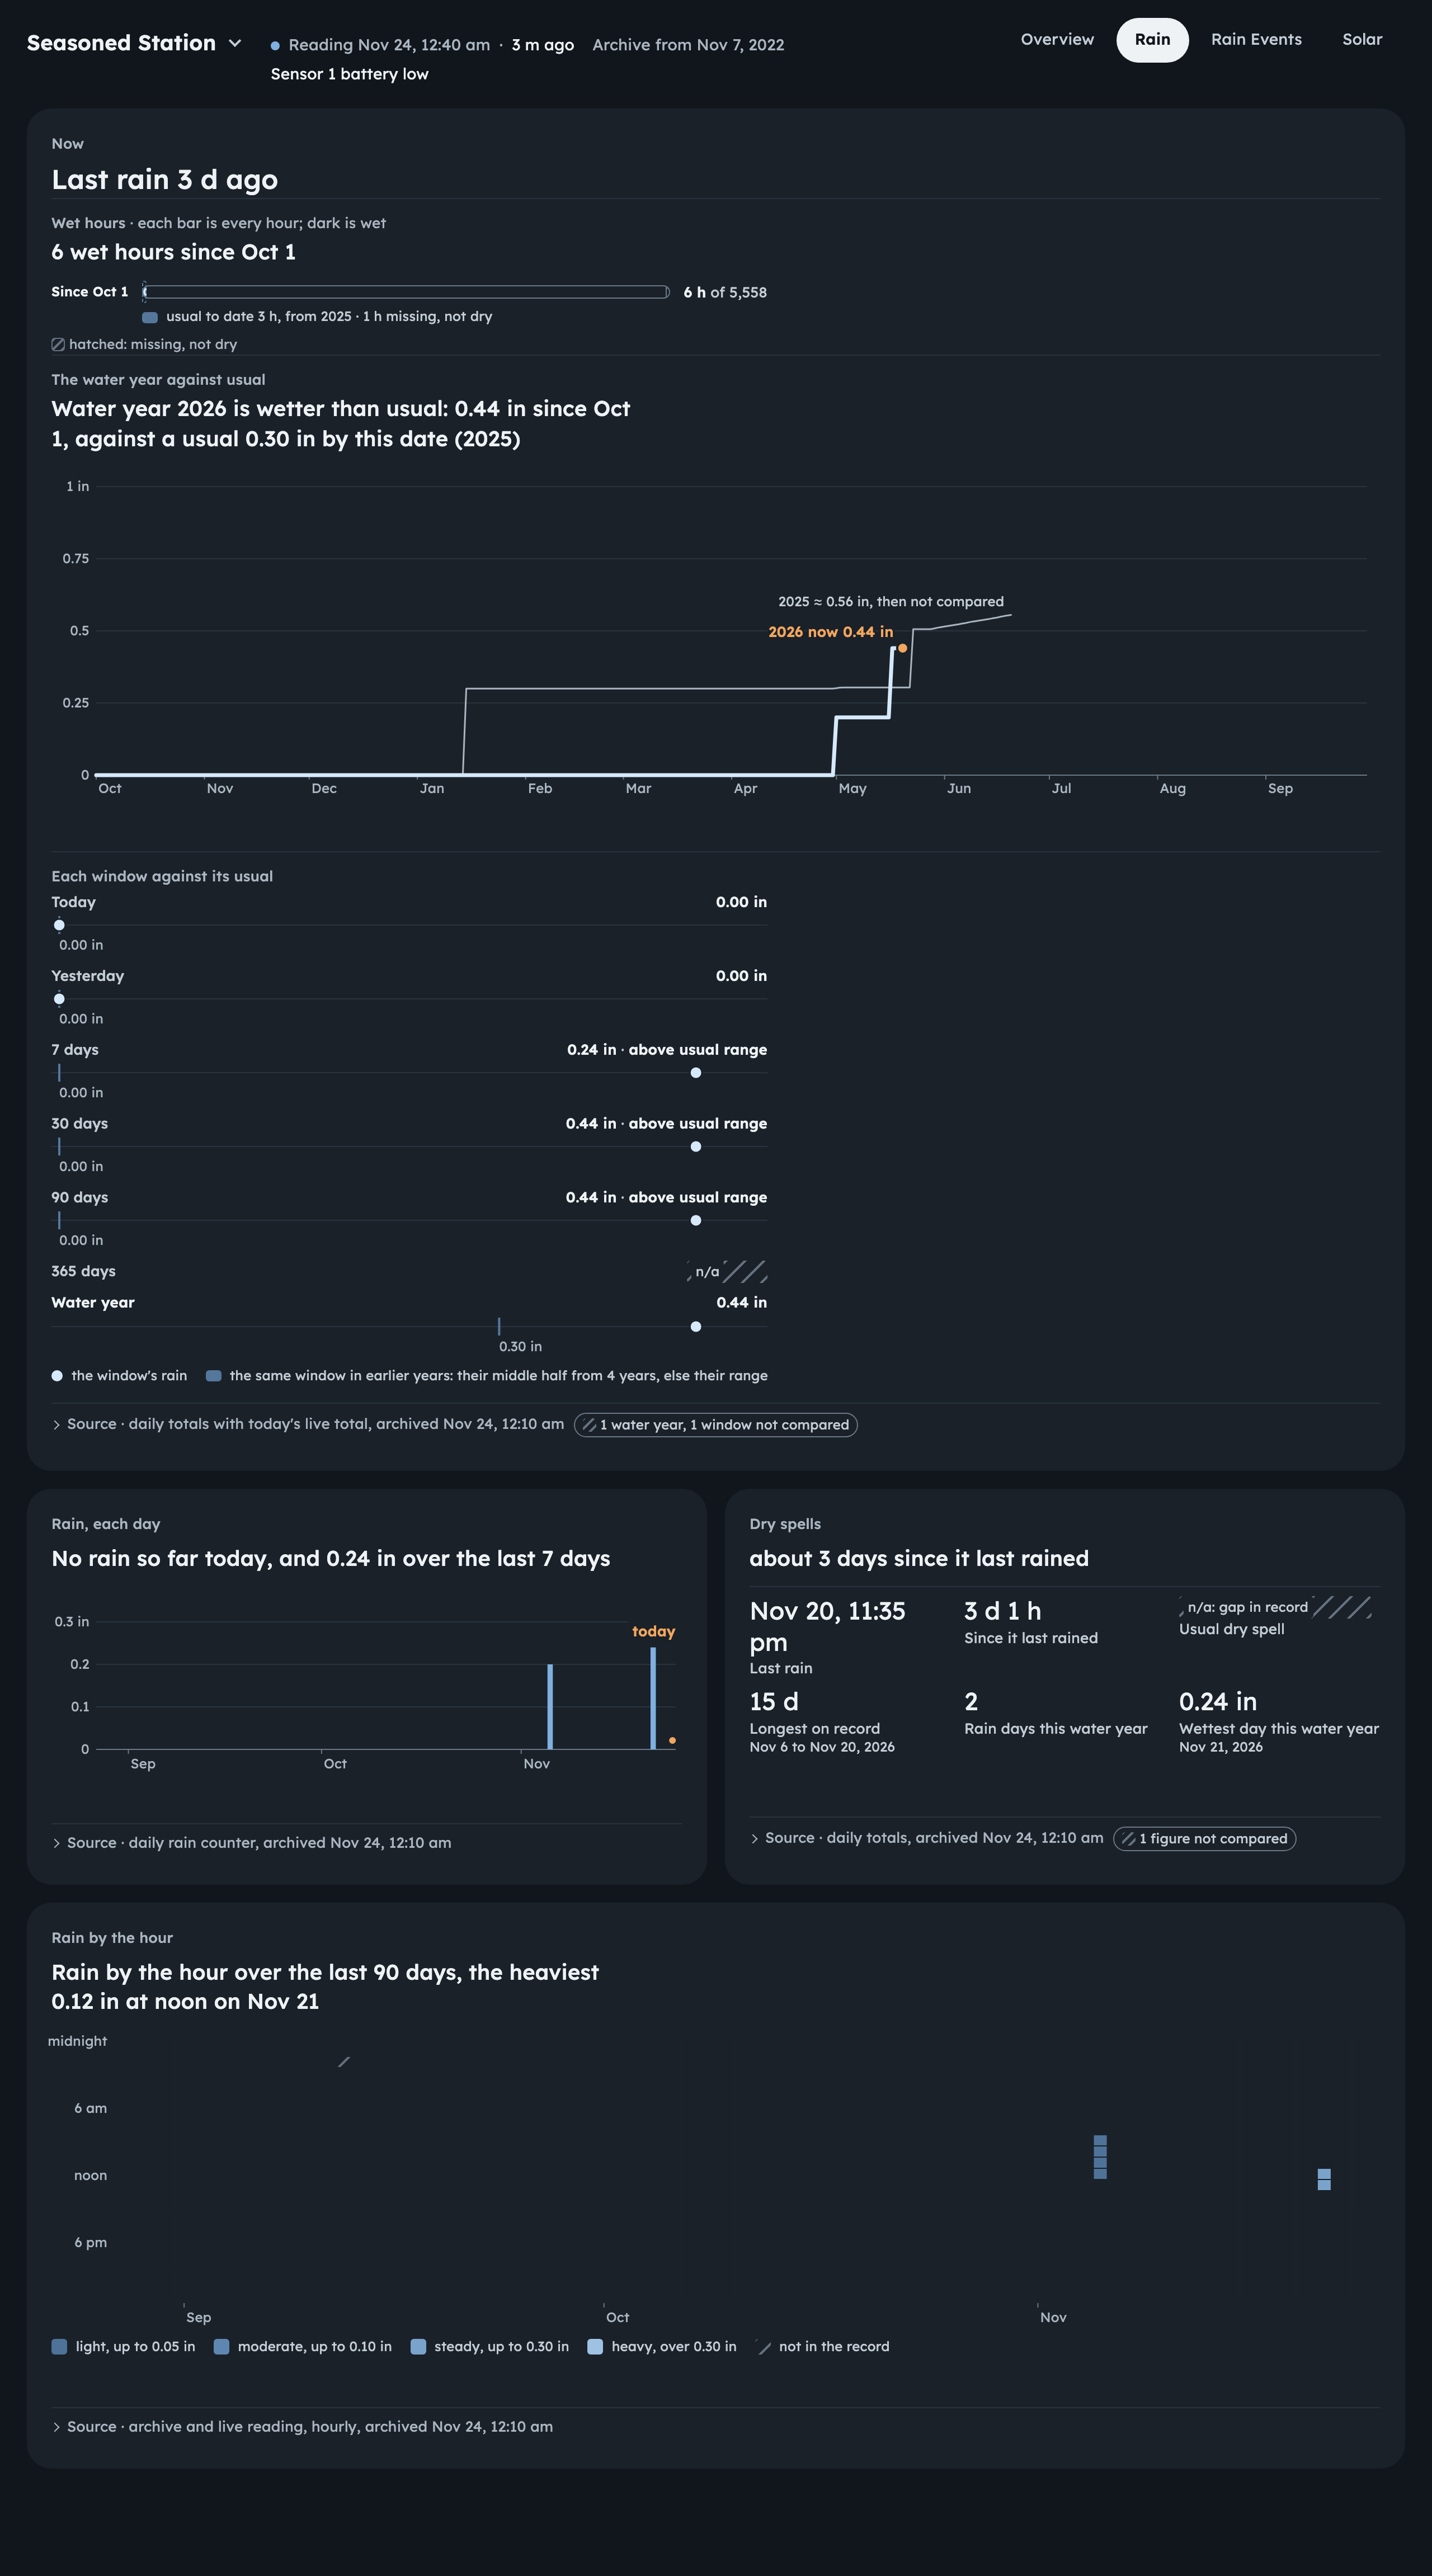 Seasoned Station
Reading Nov 24, 12:40 am · 3 m ago Archive from Nov 7, 2022
Sensor 1 battery low
Overview Rain Rain Events Solar
Now
Last rain 3 d ago
Wet hours · each bar is every hour; dark is wet
6 wet hours since Oct 1
Since Oct 1 6 h of 5,558
usual to date 3 h, from 2025 · 1 h missing, not dry
hatched: missing, not dry
The water year against usual
Water year 2026 is wetter than usual: 0.44 in since Oct
1, against a usual 0.30 in by this date (2025)
1 in
0.75
2025 ≈ 0.56 in, then not compared
0.5
2026 now 0.44 in
0.25
0
Oct Nov Dec Jan Feb Mar Apr May Jun Jul Aug Sep
Each window against its usual
Today 0.00 in
0.00 in
Yesterday 0.00 in
0.00 in
7 days 0.24 in · above usual range
0.00 in
30 days 0.44 in · above usual range
0.00 in
90 days 0.44 in · above usual range
0.00 in
365 days n/a
Water year 0.44 in
0.30 in
the window's rain the same window in earlier years: their middle half from 4 years, else their range
Source · daily totals with today's live total, archived Nov 24, 12:10 am 1 water year, 1 window not compared
Rain, each day
No rain so far today, and 0.24 in over the last 7 days
0.3 in
today
0.2
0.1
0
Sep Oct Nov
Source · daily rain counter, archived Nov 24, 12:10 am
Dry spells
about 3 days since it last rained
Nov 20, 11:35
pm
Last rain
3 d 1 h
Since it last rained
n/a: gap in record
Usual dry spell
15 d
Longest on record
Nov 6 to Nov 20, 2026
2
Rain days this water year
0.24 in
Wettest day this water year
Nov 21, 2026
Source · daily totals, archived Nov 24, 12:10 am 1 figure not compared
Rain by the hour
Rain by the hour over the last 90 days, the heaviest
0.12 in at noon on Nov 21
midnight
6 am
noon
6 pm
Sep Oct Nov
light, up to 0.05 in moderate, up to 0.10 in steady, up to 0.30 in heavy, over 0.30 in not in the record
Source · archive and live reading, hourly, archived Nov 24, 12:10 am